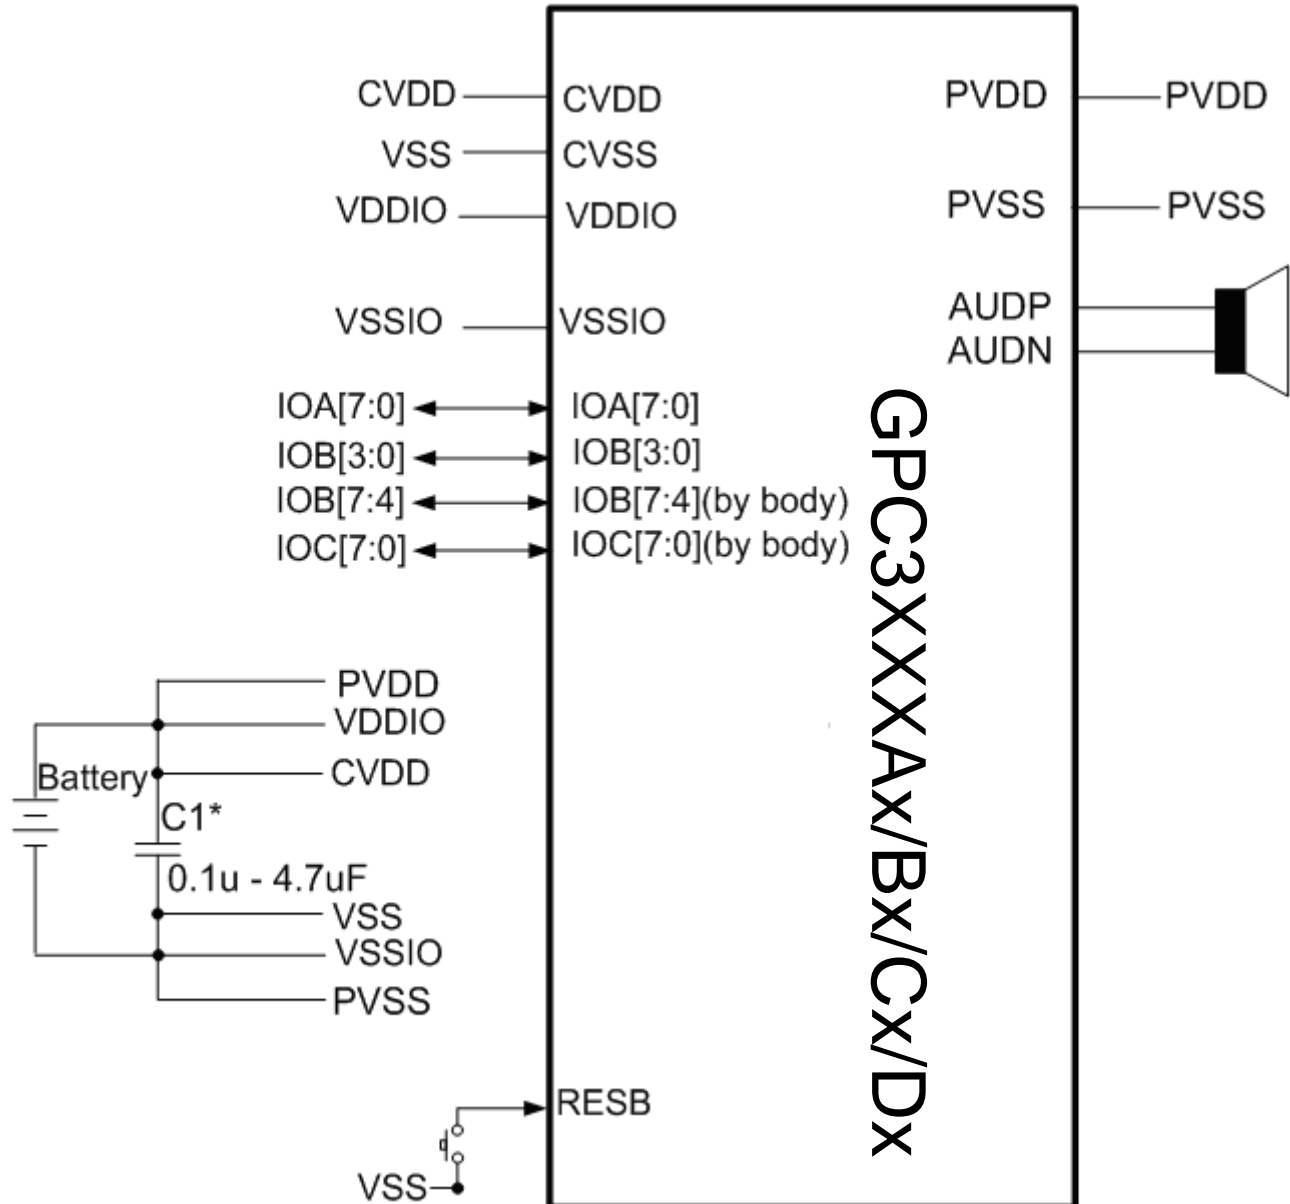 CVDD CVDD PVDD PVDD
VSS CVSS
VDDIO VDDIO PVSS PVSS
VSSIO VSSIO AUDP
AUDN
IOA[7:0] IOA[7:0]
IOB[3:0] IOB[3:0]
IOB[7:4] IOB[7:4](by body)
IOC[7:0] IOC[7:0](by body)
GPC3XXXAx/Bx/Cx/Dx
PVDD
VDDIO
Battery CVDD
C1*
0.1u - 4.7uF
VSS
VSSIO
PVSS
RESB
VSS